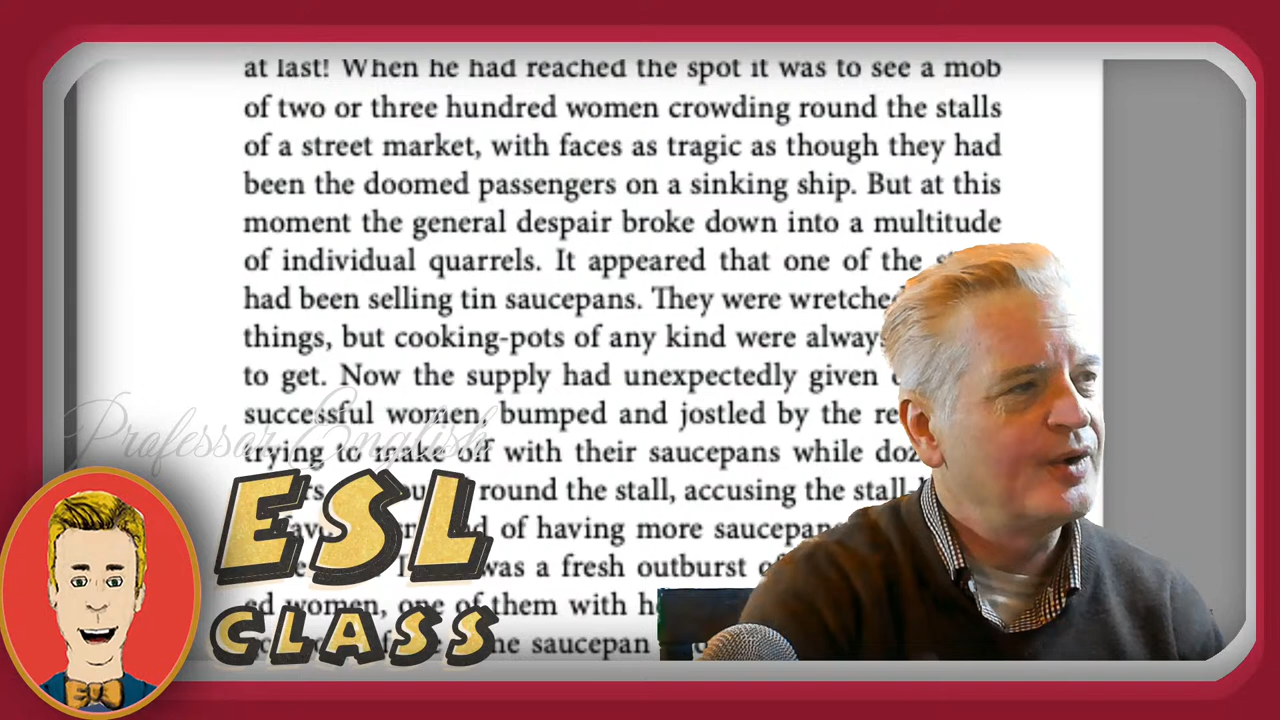 at last! When he had reached the spot it was to see a mob
of two or three hundred women crowding round the stalls
of a street market, with faces as tragic as though they had
been the doomed passengers on a sinking ship. But at this
moment the general despair broke down into a multitude
of individual quarrels. It appeared that one of the
had been selling tin saucepans. They were wretched
things, but cooking-pots of any kind were always
to get. Now the supply had unexpectedly given
successful women, bumped and jostled by the
trying to make off with their saucepans while
round the stall, accusing the
of having more
was a fresh outburst
women, one of them with
the saucepan
Professor English
ESL
CLASS